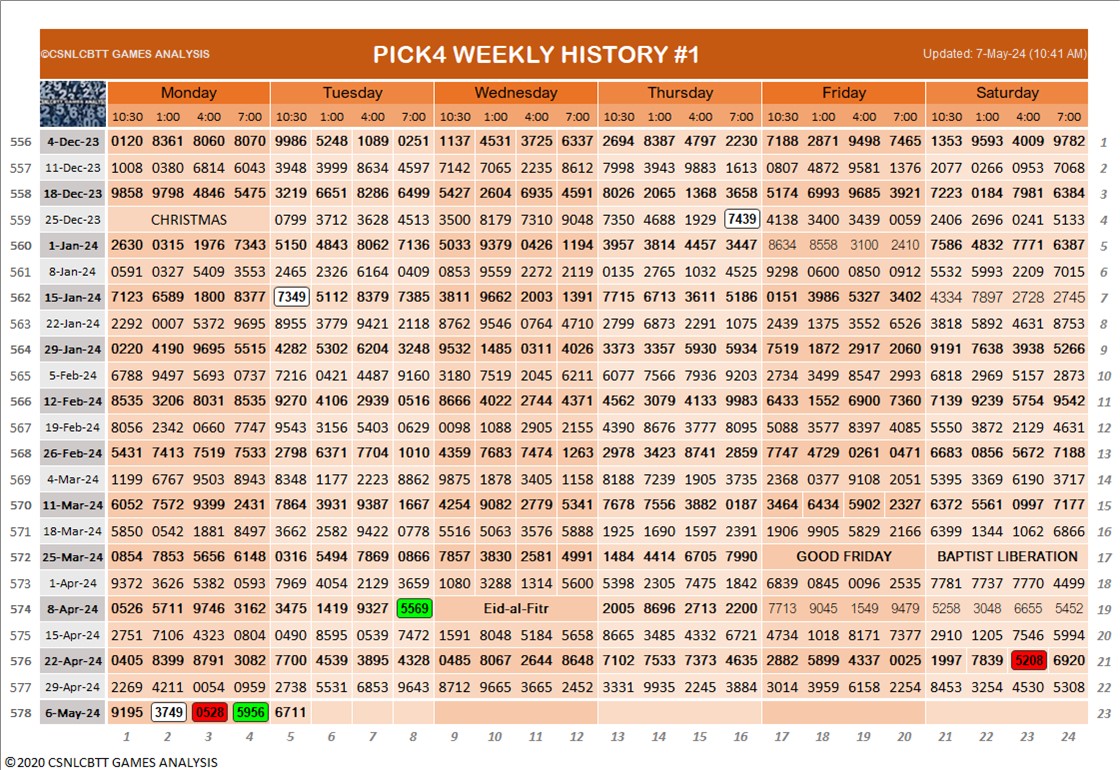 ©CSNLCBTT GAMES ANALYSIS PICK4 WEEKLY HISTORY #1 Updated: 7-May-24 (10:41 AM)
Monday Tuesday Wednesday Thursday Friday Saturday
10:30 1:00 4:00 7:00 10:30 1:00 4:00 7:00 10:30 1:00 4:00 7:00 10:30 1:00 4:00 7:00 10:30 1:00 4:00 7:00 10:30 1:00 4:00 7:00
556 4-Dec-23 0120 8361 8060 8070 9986 5248 1089 0251 1137 4531 3725 6337 2694 8387 4797 2230 7188 2871 9498 7465 1353 9593 4009 9782 1
557 11-Dec-23 1008 0380 6814 6043 3948 3999 8634 4597 7142 7065 2235 8612 7998 3943 9883 1613 0807 4872 9581 1376 2077 0266 0953 7068 2
558 18-Dec-23 9858 9798 4846 5475 3219 6651 8286 6499 5427 2604 6935 4591 8026 2065 1368 3658 5174 6993 9685 3921 7223 0184 7981 6384 3
559 25-Dec-23 CHRISTMAS 0799 3712 3628 4513 3500 8179 7310 9048 7350 4688 1929 7439 4138 3400 3439 0059 2406 2696 0241 5133 4
560 1-Jan-24 2630 0315 1976 7343 5150 4843 8062 7136 5033 9379 0426 1194 3957 3814 4457 3447 8634 8558 3100 2410 7586 4832 7771 6387 5
561 8-Jan-24 0591 0327 5409 3553 2465 2326 6164 0409 0853 9559 2272 2119 0135 2765 1032 4525 9298 0600 0850 0912 5532 5993 2209 7015 6
562 15-Jan-24 7123 6589 1800 8377 7349 5112 8379 7385 3811 9662 2003 1391 7715 6713 3611 5186 0151 3986 5327 3402 4334 7897 2728 2745 7
563 22-Jan-24 2292 0007 5372 9695 8955 3779 9421 2118 8762 9546 0764 4710 2799 6873 2291 1075 2439 1375 3552 6526 3818 5892 4631 8753 8
564 29-Jan-24 0220 4190 9695 5515 4282 5302 6204 3248 9532 1485 0311 4026 3373 3357 5930 5934 7519 1872 2917 2060 9191 7638 3938 5266 9
565 5-Feb-24 6788 9497 5693 0737 7216 0421 4487 9160 3180 7519 2045 6211 6077 7566 7936 9203 2734 3499 8547 2993 6818 2969 5157 2873 10
566 12-Feb-24 8535 3206 8031 8535 9270 4106 2939 0516 8666 4022 2744 4371 4562 3079 4133 9983 6433 1552 6900 7360 7139 9239 5754 9542 11
567 19-Feb-24 8056 2342 0660 7747 9543 3156 5403 0629 0098 1088 2905 2155 4390 8676 3777 8095 5088 3577 8397 4085 5550 3872 2129 4631 12
568 26-Feb-24 5431 7413 7519 7533 2798 6371 7704 1010 4359 7683 7474 1263 2978 3423 8741 2859 7747 4729 0261 0471 6683 0856 5672 7188 13
569 4-Mar-24 1199 6767 9503 8943 8348 1177 2223 8862 9875 1878 3405 1158 8188 7239 1905 3735 2368 0377 9108 2051 5395 3369 6190 3717 14
570 11-Mar-24 6052 7572 9399 2431 7864 3931 9387 1667 4254 9082 2779 5341 7678 7556 3882 0187 3464 6434 5902 2327 6372 5561 0997 7177 15
571 18-Mar-24 5850 0542 1881 8497 3662 2582 9422 0778 5516 5063 3576 5888 1925 1690 1597 2391 1906 9905 5829 2166 6399 1344 1062 6866 16
572 25-Mar-24 0854 7853 5656 6148 0316 5494 7869 0866 7857 3830 2581 4991 1484 4414 6705 7990 GOOD FRIDAY BAPTIST LIBERATION 17
573 1-Apr-24 9372 3626 5382 0593 7969 4054 2129 3659 1080 3288 1314 5600 5398 2305 7475 1842 6839 0845 0096 2535 7781 7737 7770 4499 18
574 8-Apr-24 0526 5711 9746 3162 3475 1419 9327 5569 Eid-al-Fitr 2005 8696 2713 2200 7713 9045 1549 9479 5258 3048 6655 5452 19
575 15-Apr-24 2751 7106 4323 0804 0490 8595 0539 7472 1591 8048 5184 5658 8665 3485 4332 6721 4734 1018 8171 7377 2910 1205 7546 5994 20
576 22-Apr-24 0405 8399 8791 3082 7700 4539 3895 4328 0485 8067 2644 8648 7102 7533 7373 4635 2882 5899 4337 0025 1997 7839 5208 6920 21
577 29-Apr-24 2269 4211 0054 0959 2738 5531 6853 9643 8712 9665 3665 2452 3331 9935 2245 3884 3014 3959 6158 2254 8453 3254 4530 5308 22
578 6-May-24 9195 3749 0528 5956 6711 23
1 2 3 4 5 6 7 8 9 10 11 12 13 14 15 16 17 18 19 20 21 22 23 24
©2020 CSNLCBTT GAMES ANALYSIS